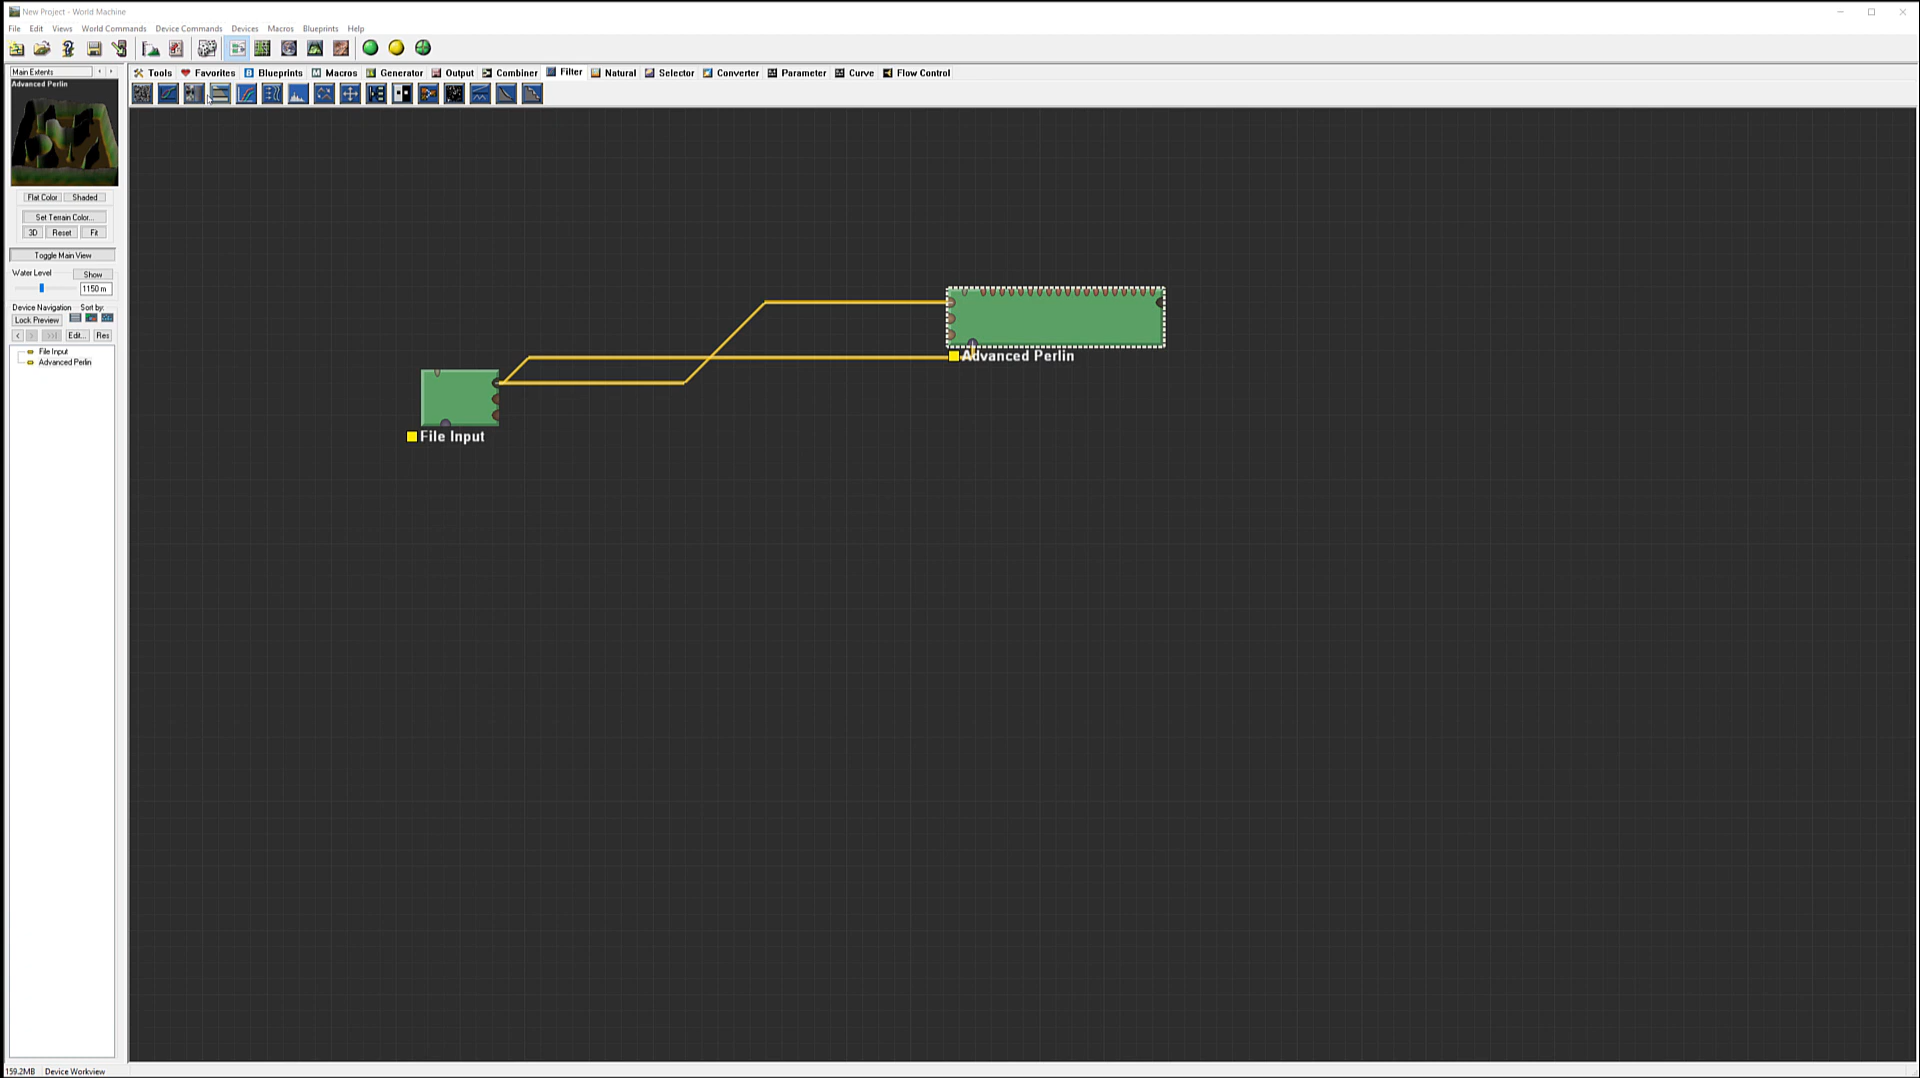 New Project - World Machine
File Edit Views World Commands Device Commands Devices Macros Blueprints Help
Main Extents
Tools Favorites Blueprints Macros Generator Output Combiner Filter Natural Selector Converter Parameter Curve Flow Control
Advanced Perlin
Flat Color Shaded
Set Terrain Color...
3D Reset Fit
Toggle Main View
Water Level Show
1150 m
Device Navigation Sort by:
Lock Preview
Edit... Res
File Input
Advanced Perlin
Advanced Perlin
File Input
159.2MB Device Workview